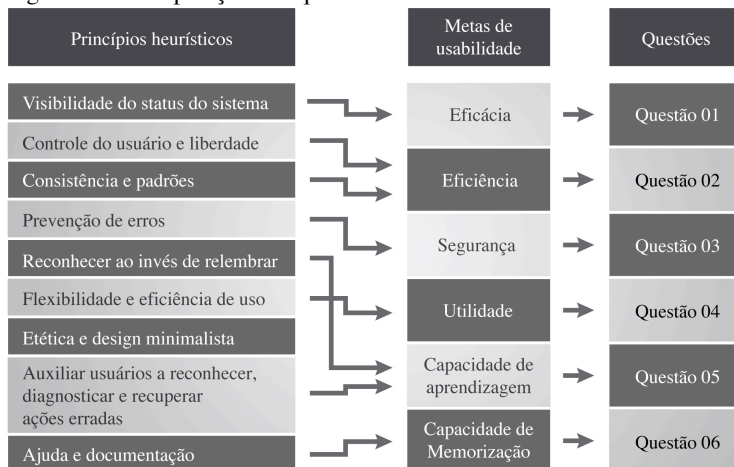 Princípios heurísticos
Metas de
usabilidade
Questões
Visibilidade do status do sistema
Controle do usuário e liberdade
Consistência e padrões
Prevenção de erros
Reconhecer ao invés de relembrar
Flexibilidade e eficiência de uso
Etética e design minimalista
Auxiliar usuários a reconhecer,
diagnosticar e recuperar
ações erradas
Ajuda e documentação
Eficácia
Eficiência
Segurança
Utilidade
Capacidade de
aprendizagem
Capacidade de
Memorização
Questão 01
Questão 02
Questão 03
Questão 04
Questão 05
Questão 06